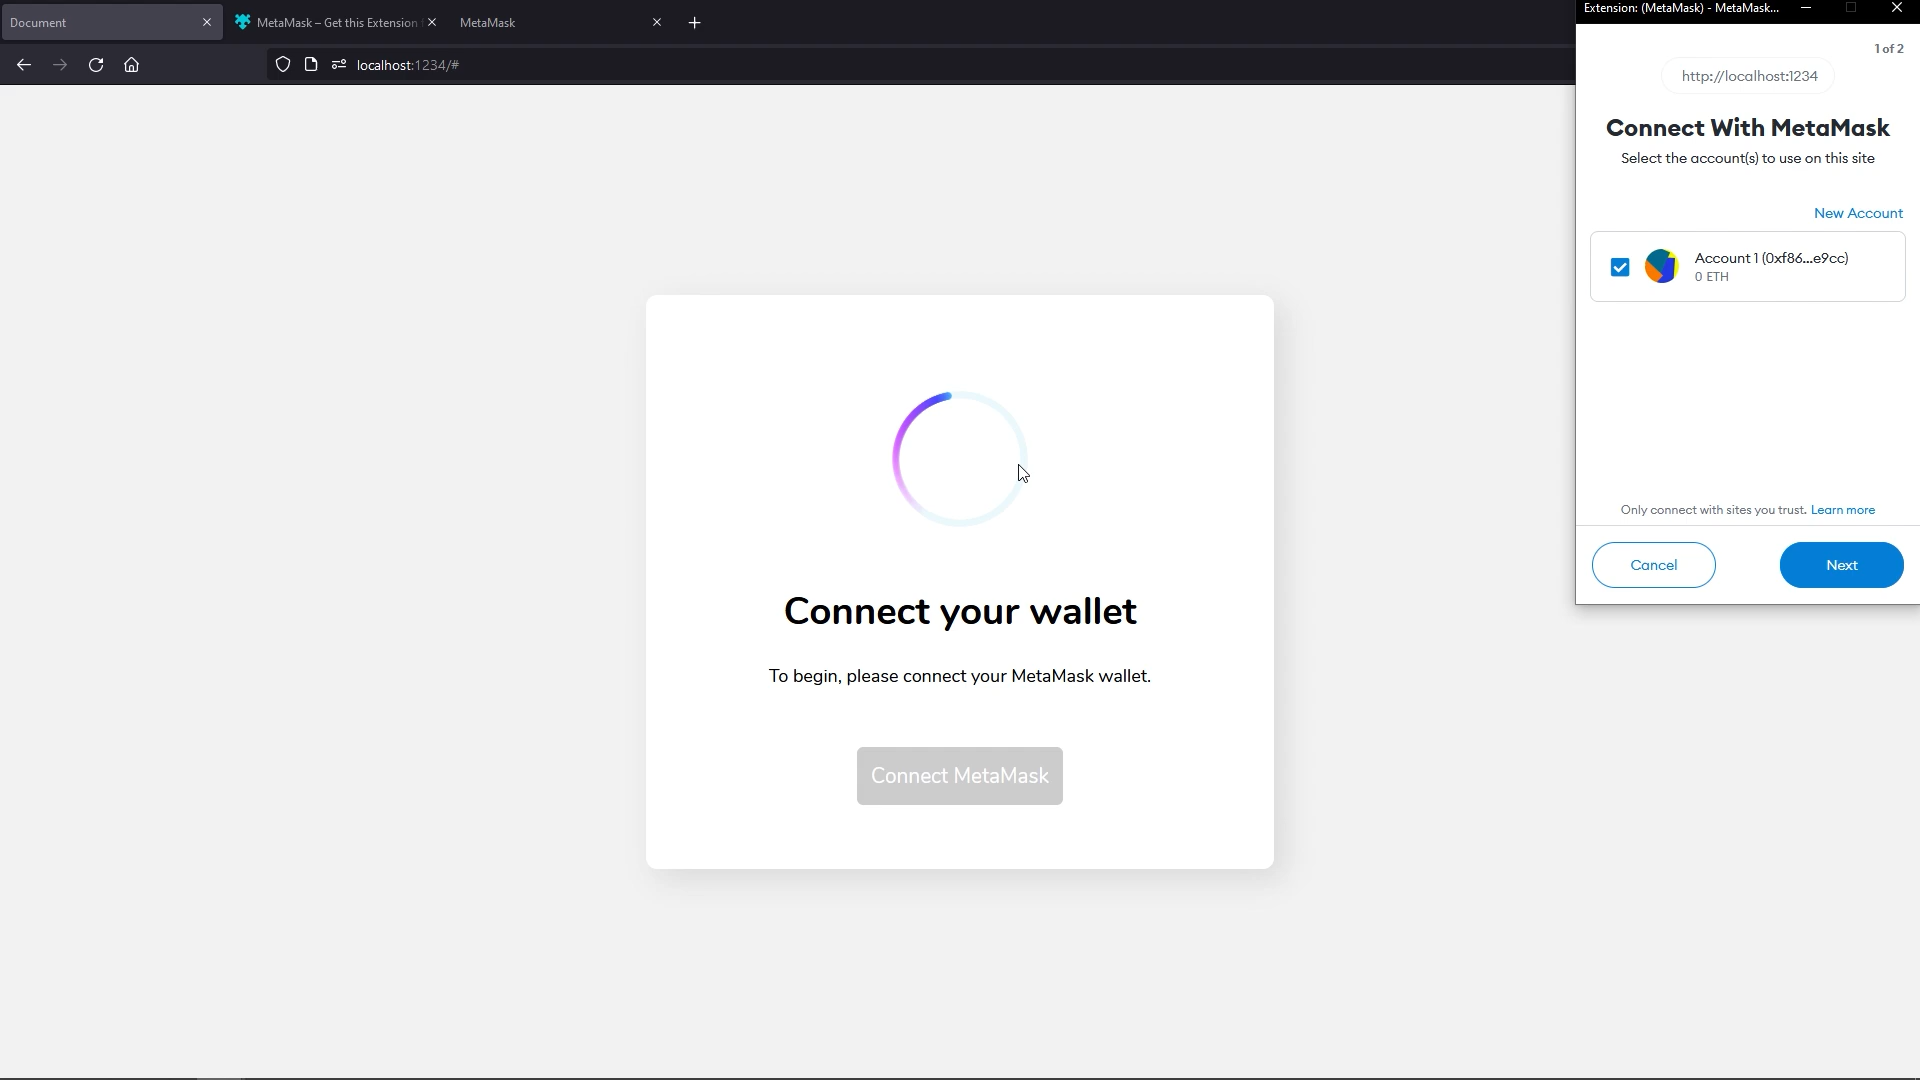 Document
MetaMask – Get this Extension
MetaMask
localhost:1234/#
Extension: (MetaMask) - MetaMask...
1 of 2
http://localhost:1234
Connect With MetaMask
Select the account(s) to use on this site
New Account
Account 1 (0xf86...e9cc)
0 ETH
Only connect with sites you trust. Learn more
Cancel
Next
Connect your wallet
To begin, please connect your MetaMask wallet.
Connect MetaMask